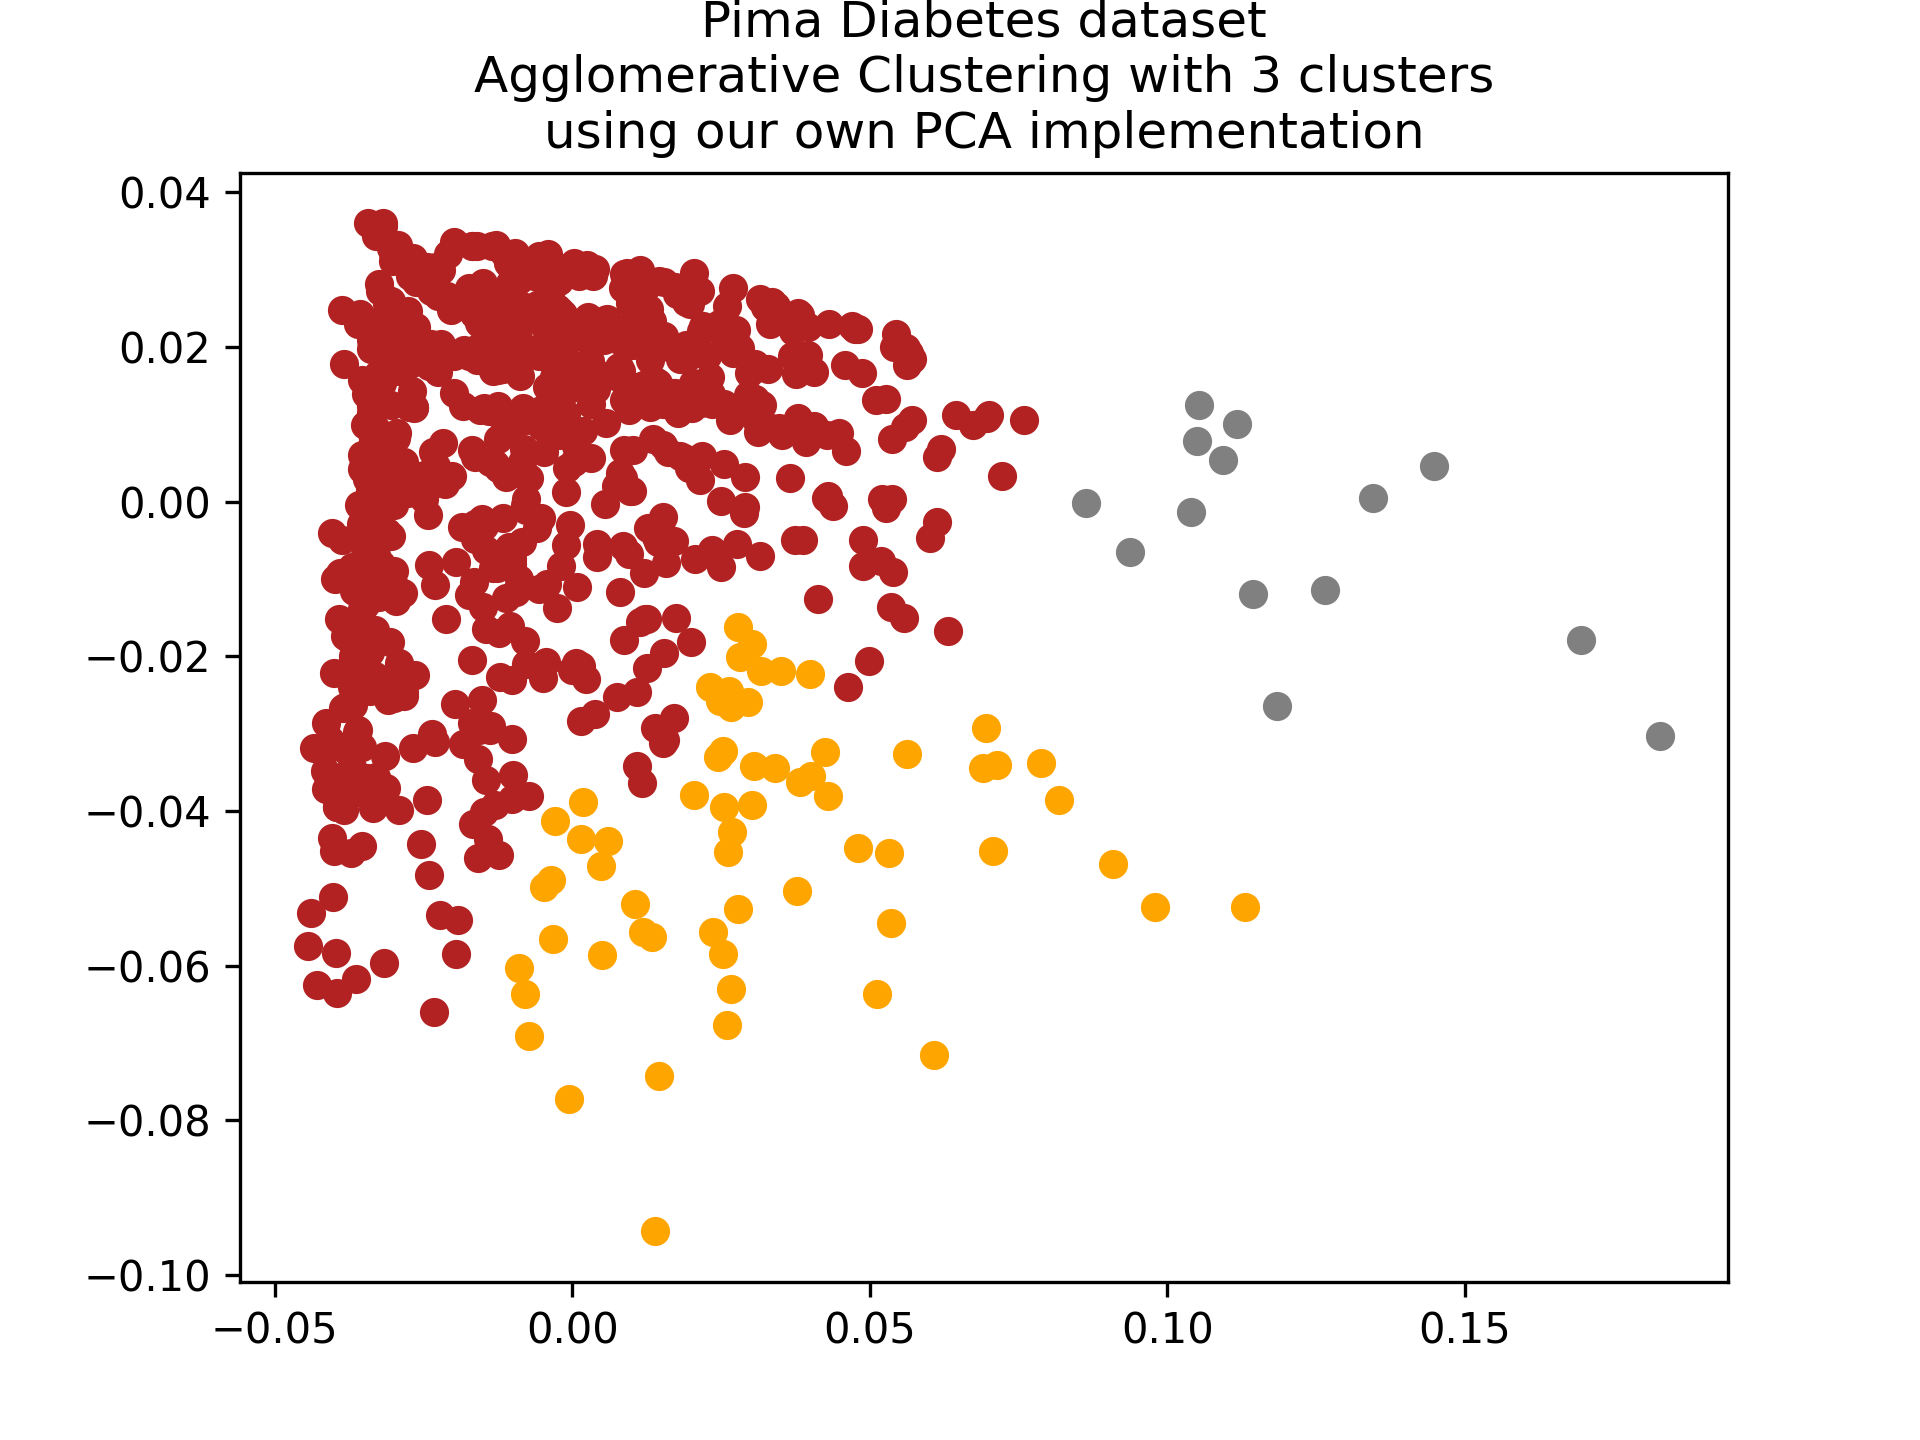 Pima Diabetes dataset
Agglomerative Clustering with 3 clusters
using our own PCA implementation
0.04
0.02
0.00
−0.02
−0.04
−0.06
−0.08
−0.10
−0.05 0.00 0.05 0.10 0.15